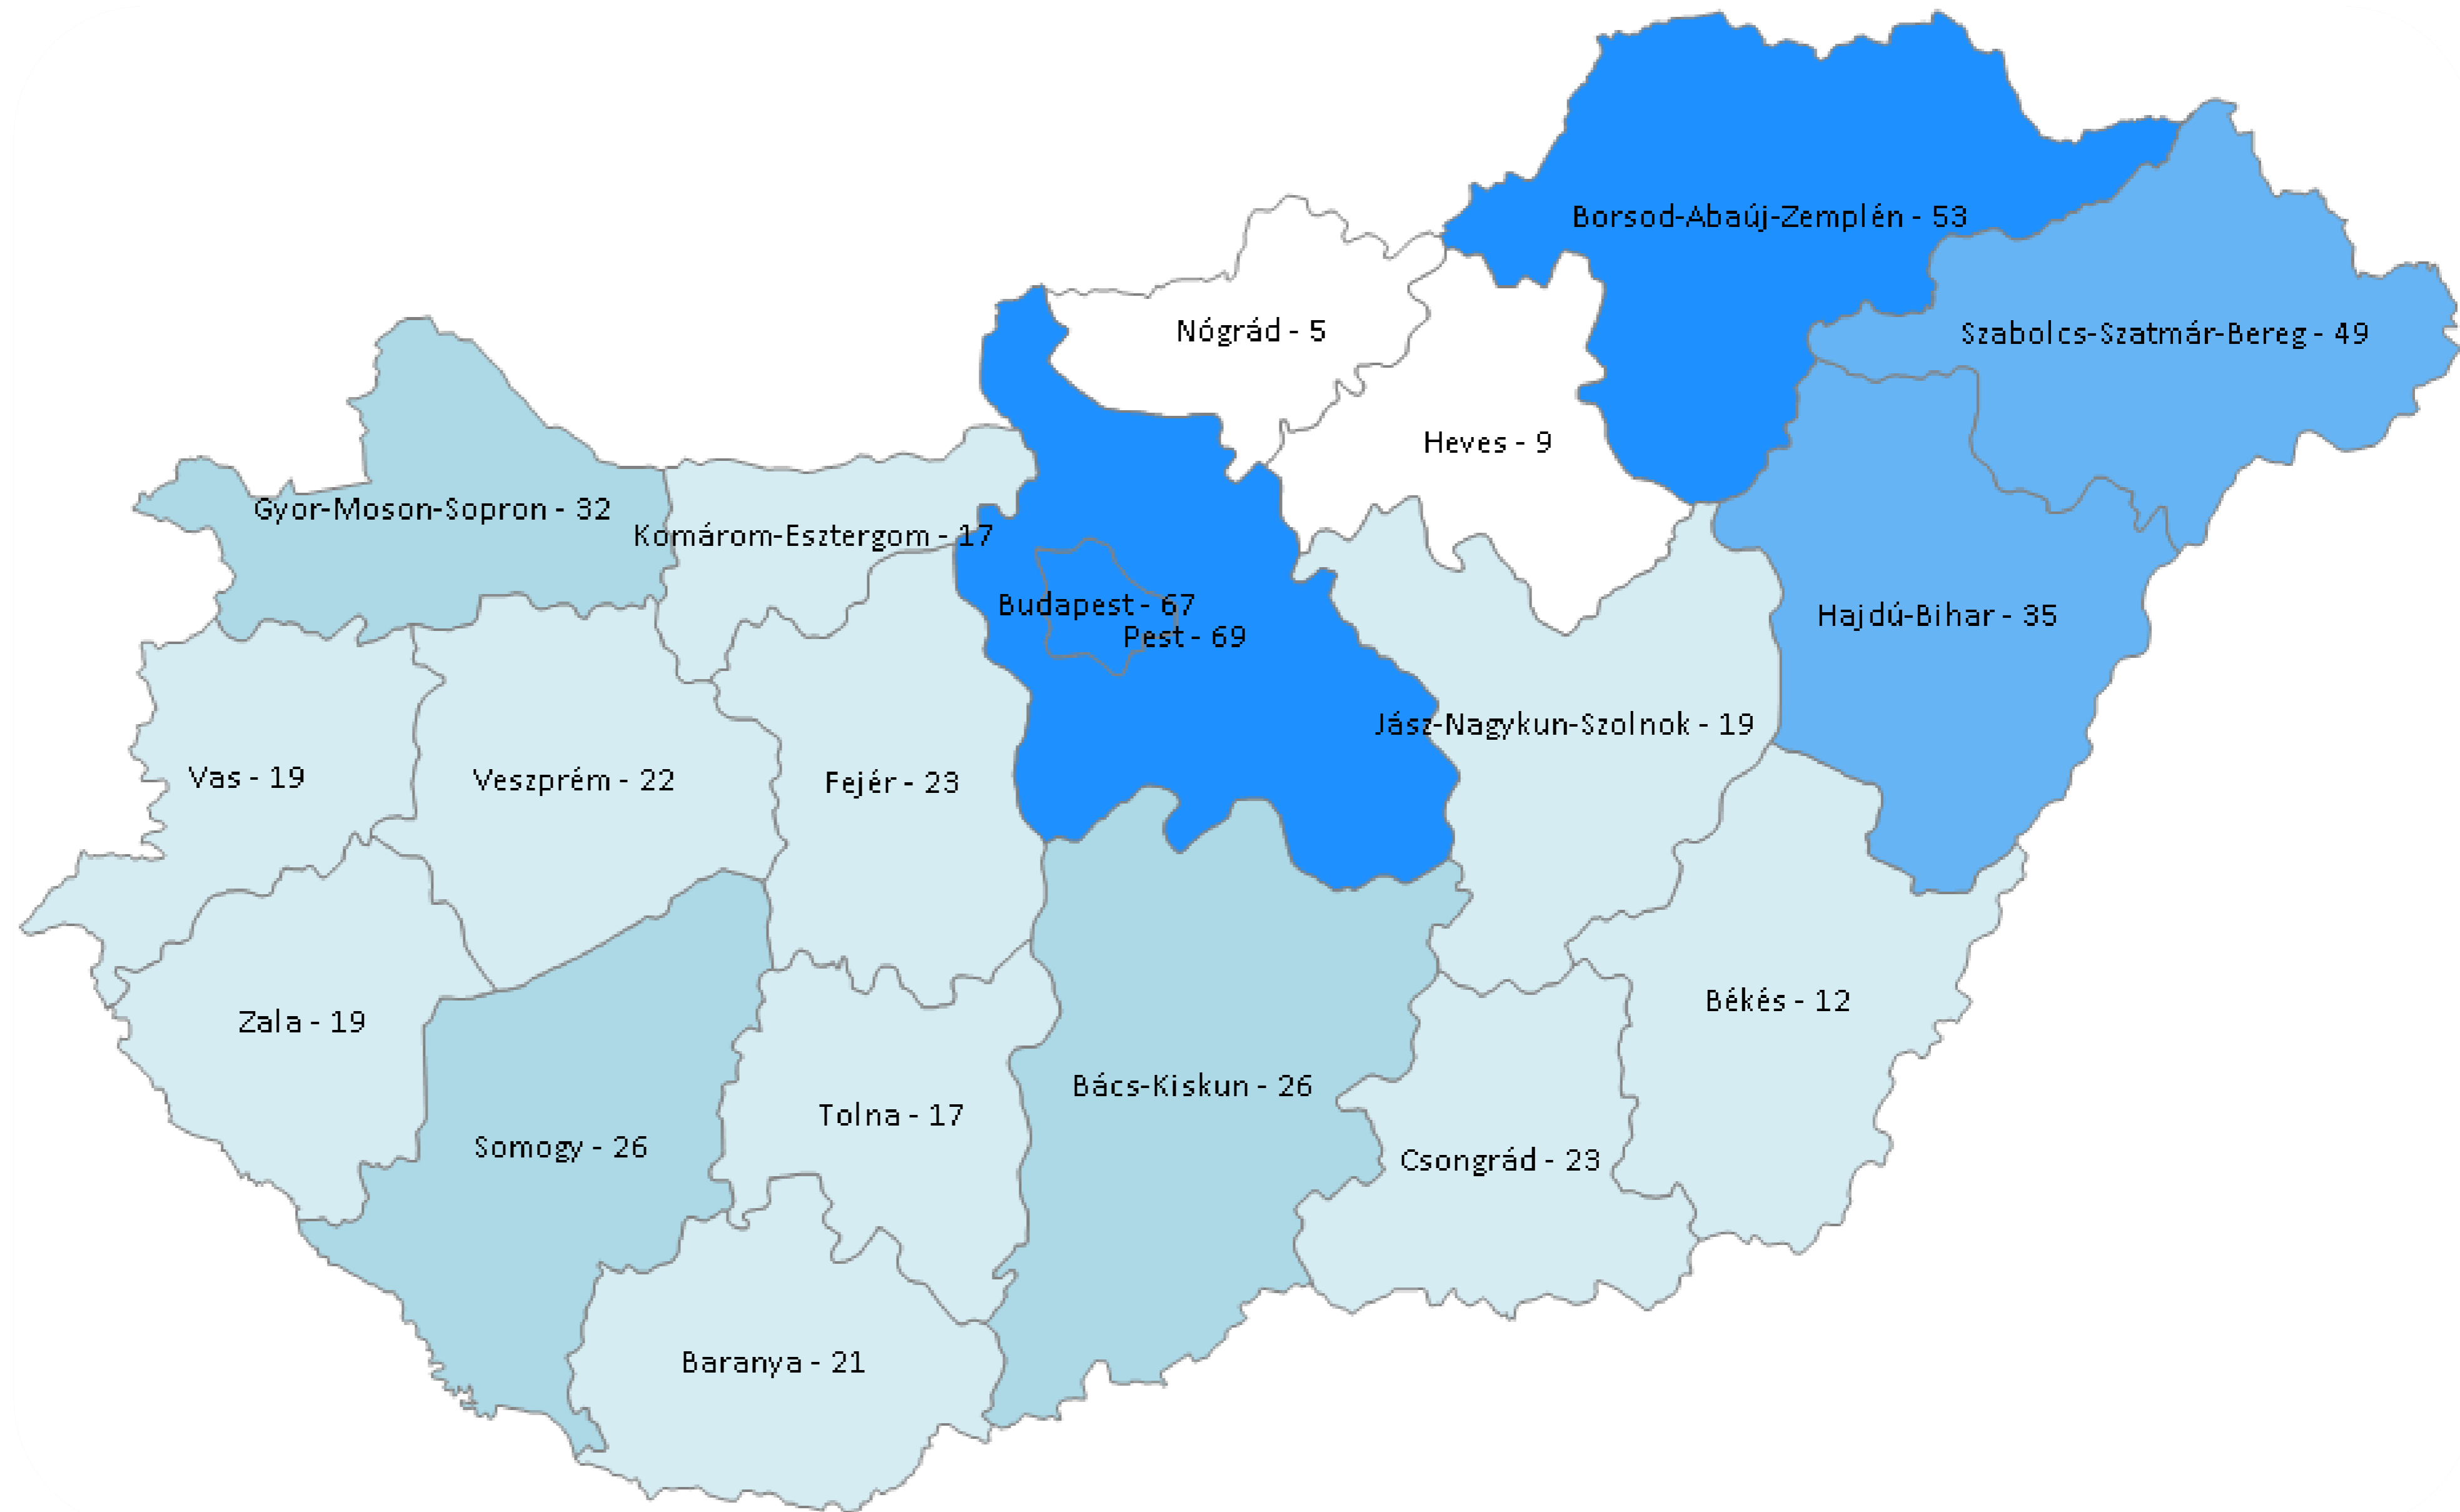 Borsod-Abaúj-Zemplén - 53
Nógrád - 5
Szabolcs-Szatmár-Bereg - 49
Heves - 9
Gyor-Moson-Sopron - 32
Komárom-Esztergom - 17
Budapest - 67
Pest - 69
Hajdú-Bihar - 35
Jász-Nagykun-Szolnok - 19
Vas - 19
Veszprém - 22
Fejér - 23
Zala - 19
Békés - 12
Bács-Kiskun - 26
Tolna - 17
Somogy - 26
Csongrád - 23
Baranya - 21